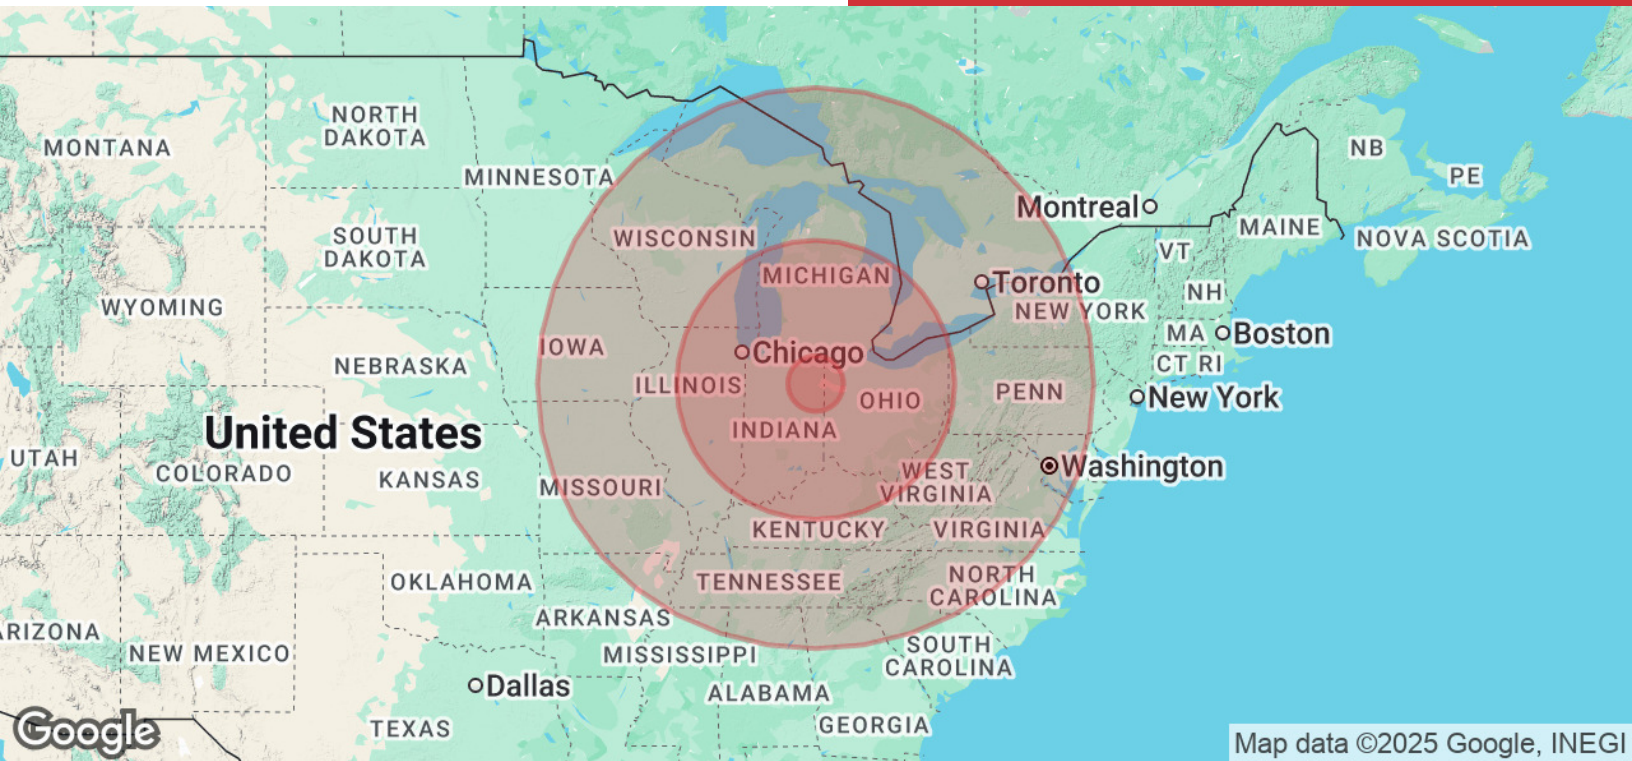 NORTH
DAKOTA
MONTANA
NB
MINNESOTA
PE
Montreal
MAINE
WISCONSIN
NOVA SCOTIA
SOUTH
DAKOTA
VT
MICHIGAN
Toronto
NH
WYOMING
NEW YORK
MA
Boston
IOWA
Chicago
CT RI
NEBRASKA
ILLINOIS
OHIO
PENN
New York
INDIANA
United States
UTAH
COLORADO
KANSAS
MISSOURI
WEST
VIRGINIA
Washington
KENTUCKY
VIRGINIA
OKLAHOMA
TENNESSEE
NORTH
CAROLINA
ARKANSAS
ARIZONA
NEW MEXICO
MISSISSIPPI
SOUTH
CAROLINA
Dallas
ALABAMA
TEXAS
GEORGIA
Google
Map data ©2025 Google, INEGI